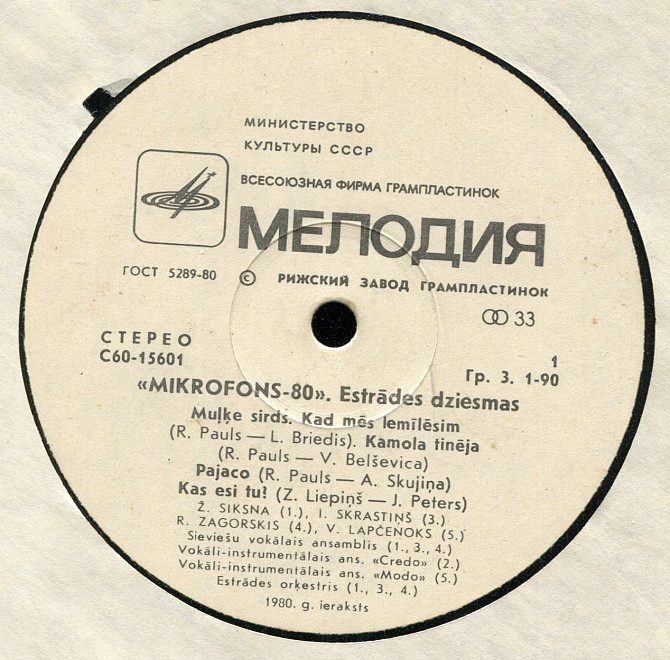 МИНИСТЕРСТВО
КУЛЬТУРЫ СССР
ВСЕСОЮЗНАЯ ФИРМА ГРАМПЛАСТИНОК
МЕЛОДИЯ
ГОСТ 5289-80
© РИЖСКИЙ ЗАВОД ГРАМПЛАСТИНОК
33
СТЕРЕО
С60-15601
1
Гр. 3. 1-90
«MIKROFONS-80». Estrādes dziesmas
Muļķe sirds. Kad mēs lemīlēsim
(R. Pauls — L. Briedis). Kamola tinēja
(R. Pauls — V. Belševica)
Pajaco (R. Pauls — A. Skujiņa)
Kas esi tu! (Z. Liepiņš — J. Peters)
Ž. SIKSNA (1.), I. SKRASTIŅŠ (3.)
R. ZAGORSKIS (4.), V. LAPČENOKS (5.)
Sieviešu vokālais ansamblis (1., 3., 4.)
Vokāli-instrumentālais ans. «Credo» (2.)
Vokāli-instrumentālais ans. «Modo» (5.)
Estrādes orķestris (1., 3., 4.)
1980. g. ieraksts